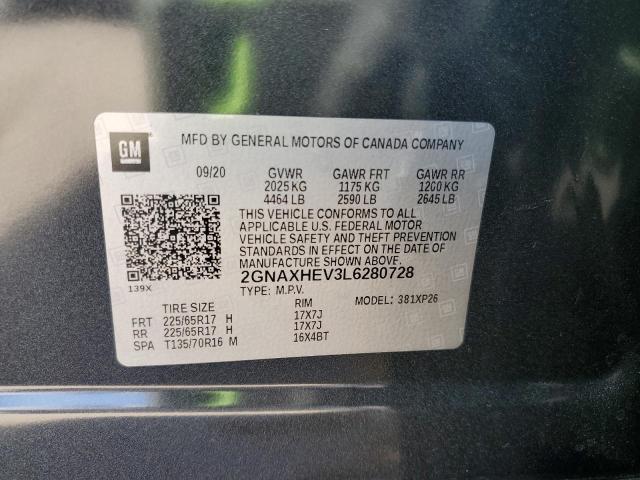 GM
MFD BY GENERAL MOTORS OF CANADA COMPANY
09/20 GVWR GAWR FRT GAWR RR
2025 KG 1175 KG 1200 KG
4464 LB 2590 LB 2645 LB
THIS VEHICLE CONFORMS TO ALL
APPLICABLE U.S. FEDERAL MOTOR
VEHICLE SAFETY AND THEFT PREVENTION
STANDARDS IN EFFECT ON THE DATE OF
MANUFACTURE SHOWN ABOVE.
2GNAXHEV3L6280728
139X
TYPE: M.P.V. MODEL: 381XP26
TIRE SIZE RIM
FRT 225/65R17 H 17X7J
RR 225/65R17 H 17X7J
SPA T135/70R16 M 16X4BT